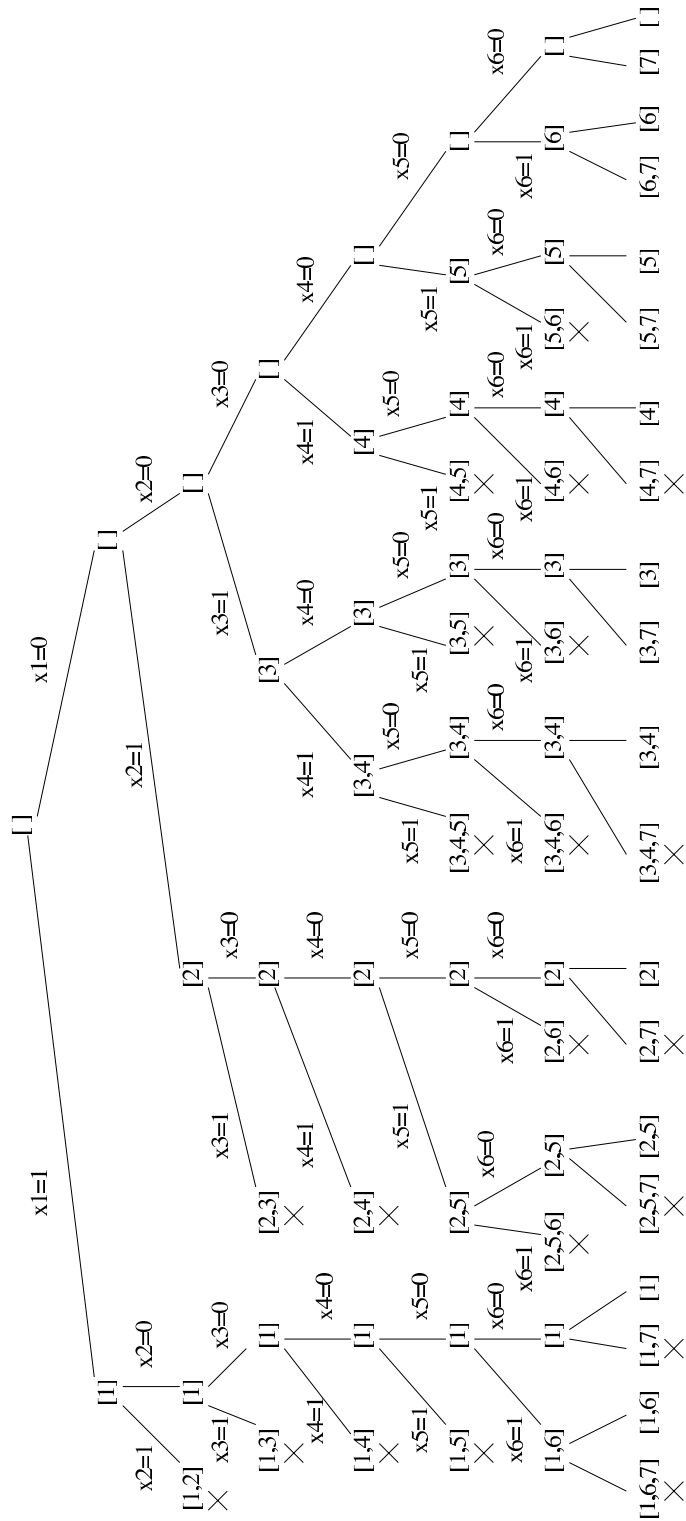 [ ]
x1=1 x1=0
[1] [ ]
x2=1 x2=0 x2=1 x2=0
[1,2] [1] [2] [ ]
x3=1 x3=0 x3=1 x3=0 x3=1 x3=0
[1,3] [1] [2,3] [2] [3] [ ]
x4=1 x4=0 x4=1 x4=0 x4=1 x4=0 x4=1 x4=0
[1,4] [1] [2,4] [2] [3,4] [3] [4] [ ]
x5=1 x5=0 x5=1 x5=0 x5=1 x5=0 x5=1 x5=0 x5=1 x5=0 x5=1 x5=0
[1,5] [1] [2,5] [2] [3,4,5] [3,4] [3,5] [3] [4,5] [4] [5] [ ]
x6=1 x6=0 x6=1 x6=0 x6=1 x6=0 x6=1 x6=0 x6=1 x6=0 x6=1 x6=0 x6=1 x6=0 x6=1 x6=0
[1,6] [1] [2,5,6] [2,5] [2,6] [2] [3,4,6] [3,4] [3,6] [3] [4,6] [4] [5,6] [5] [6] [ ]
[1,6,7] [1,6] [1,7] [1] [2,5,7] [2,5] [2,7] [2] [3,4,7] [3,4] [3,7] [3] [4,7] [4] [5,7] [5] [6,7] [6] [7] [ ]